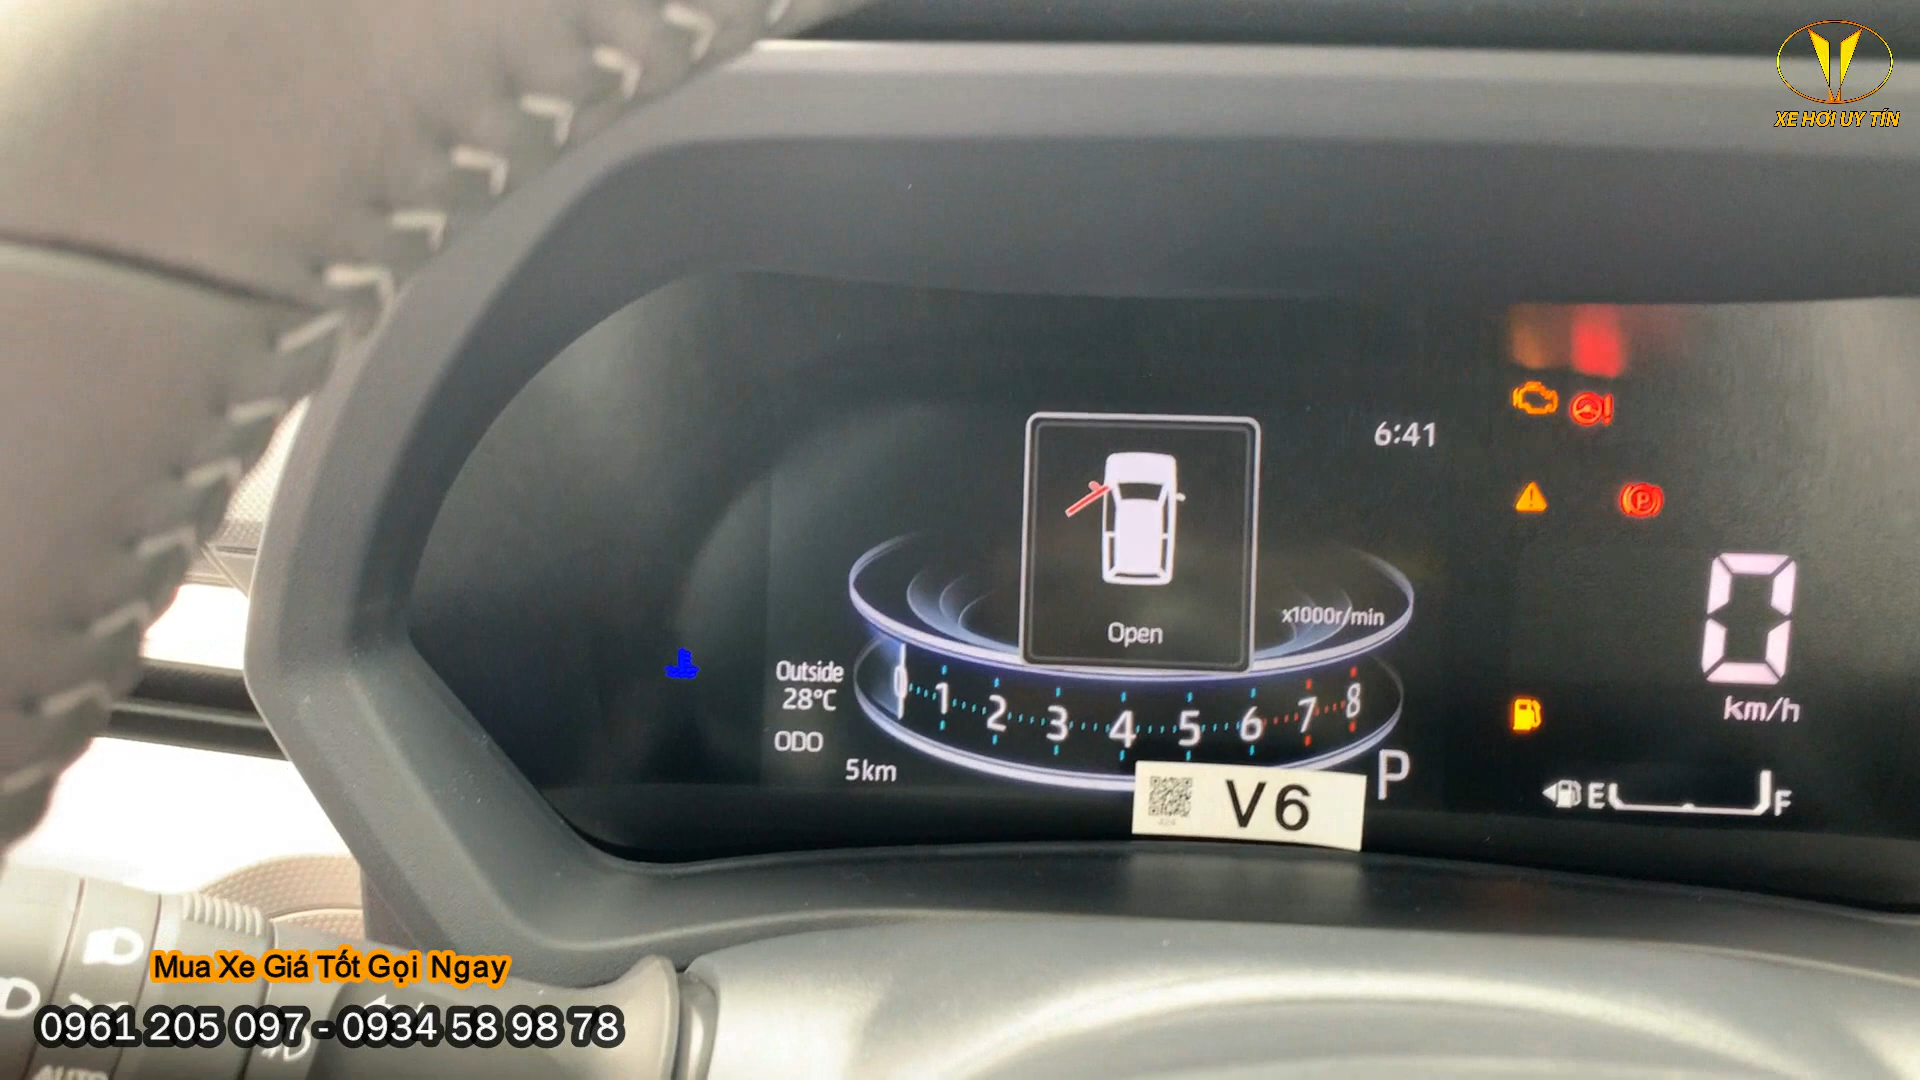 XE HƠI UY TÍN
6:41
Open
x1000r/min
Outside
28°C
ODO
5km
0 1 2 3 4 5 6 7 8
P
V6
P
0
km/h
E F
AUTO
Mua Xe Giá Tốt Gọi Ngay
0961 205 097 - 0934 58 98 78